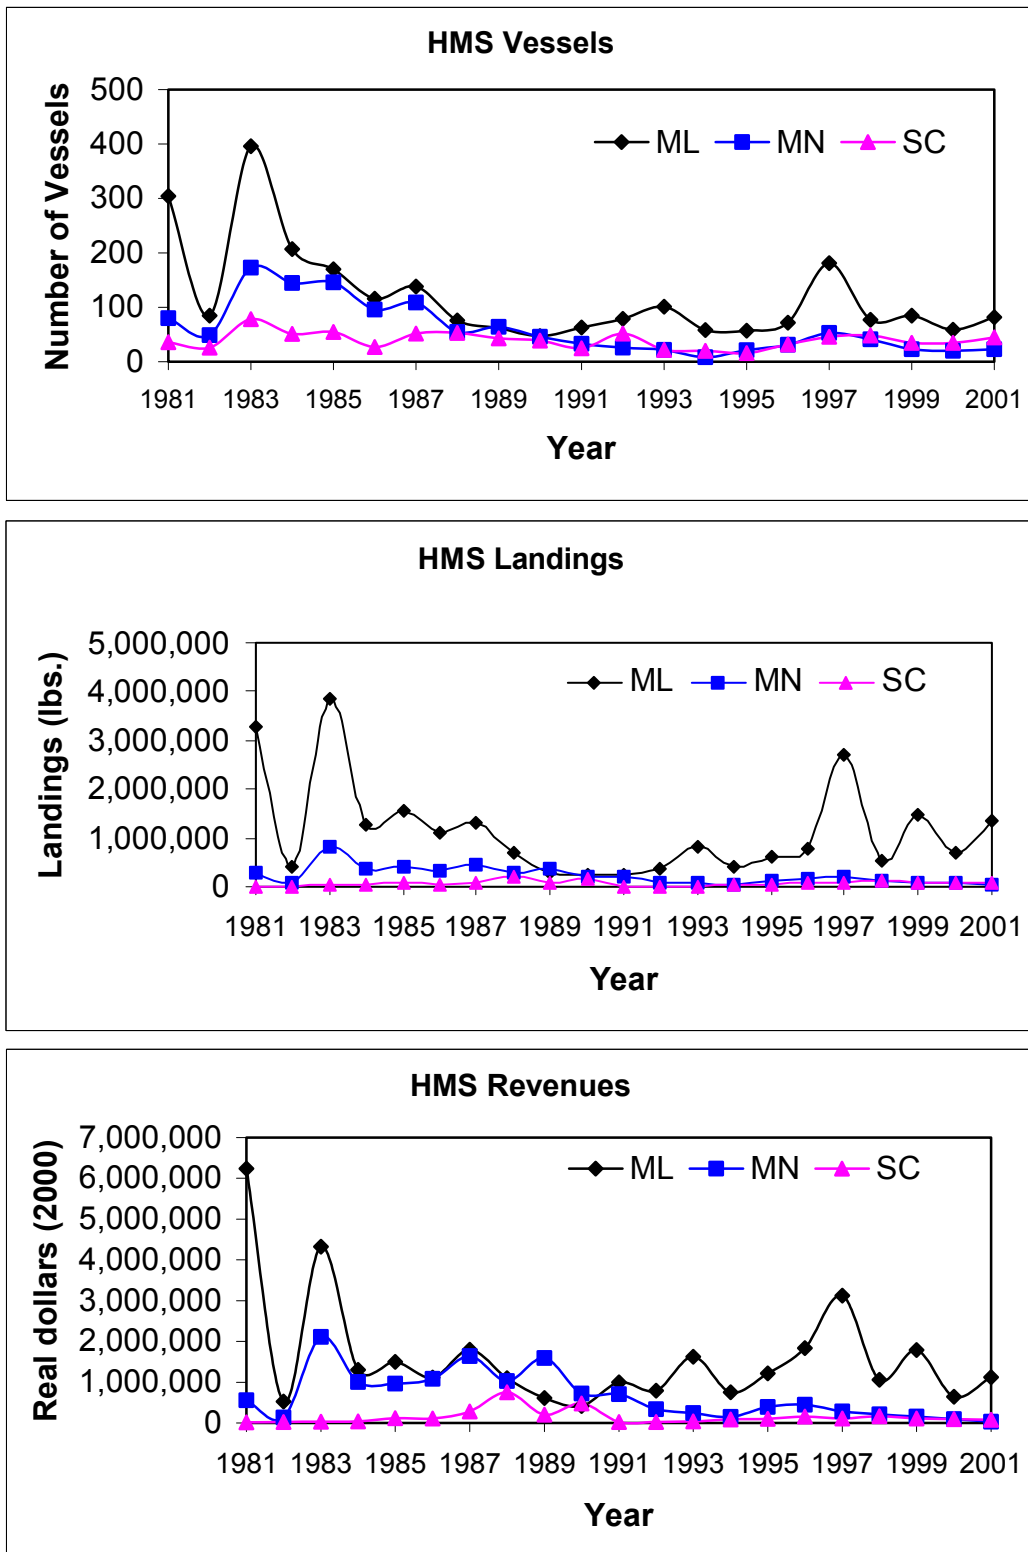 HMS Vessels
500
400
300
200
100
0
ML MN SC
Number of Vessels
1981 1983 1985 1987 1989 1991 1993 1995 1997 1999 2001
Year
HMS Landings
5,000,000
4,000,000
3,000,000
2,000,000
1,000,000
0
ML MN SC
Landings (lbs.)
1981 1983 1985 1987 1989 1991 1993 1995 1997 1999 2001
Year
HMS Revenues
7,000,000
6,000,000
5,000,000
4,000,000
3,000,000
2,000,000
1,000,000
0
ML MN SC
Real dollars (2000)
1981 1983 1985 1987 1989 1991 1993 1995 1997 1999 2001
Year